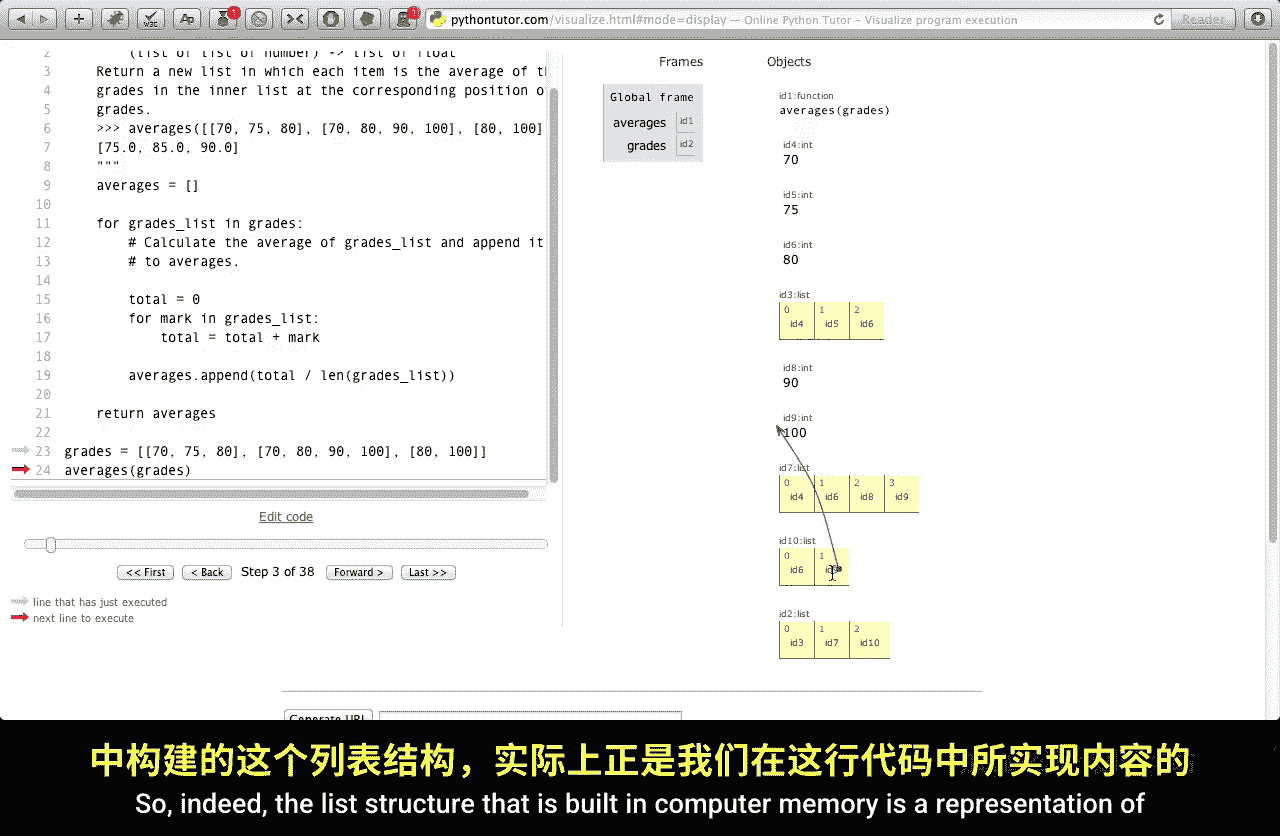 W3C
Ap
1
1
pythontutor.com/visualize.html#mode=display — Online Python Tutor - Visualize program execution
Reader
2 (list of list of number) -> list of float
3 Return a new list in which each item is the average of th
4 grades in the inner list at the corresponding position o
5 grades.
6 >>> averages([[70, 75, 80], [70, 80, 90, 100], [80, 100]
7 [75.0, 85.0, 90.0]
8 """
9 averages = []
10
11 for grades_list in grades:
12 # Calculate the average of grades_list and append it
13 # to averages.
14
15 total = 0
16 for mark in grades_list:
17 total = total + mark
18
19 averages.append(total / len(grades_list))
20
21 return averages
22
23 grades = [[70, 75, 80], [70, 80, 90, 100], [80, 100]]
24 averages(grades)
Edit code
<< First
< Back
Step 3 of 38
Forward >
Last >>
line that has just executed
next line to execute
Frames
Objects
Global frame
averages id1
grades id2
id1:function
averages(grades)
id4:int
70
id5:int
75
id6:int
80
id3:list
0 1 2
id4 id5 id6
id8:int
90
id9:int
100
id7:list
0 1 2 3
id4 id6 id8 id9
id10:list
0 1
id6
id2:list
0 1 2
id3 id7 id10
Generate URL
中构建的这个列表结构，实际上正是我们在这行代码中所实现内容的
So, indeed, the list structure that is built in computer memory is a representation of